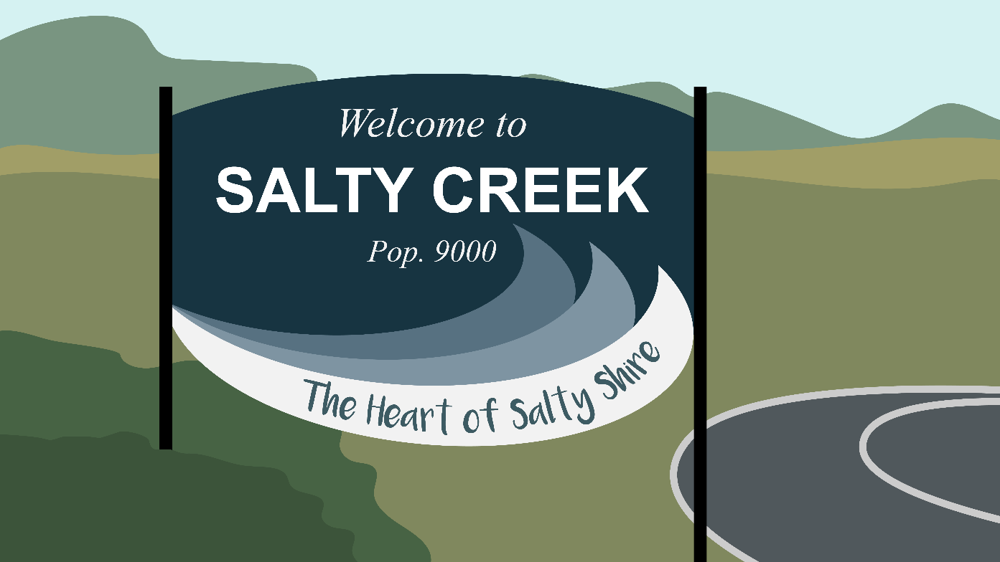 Welcome to
SALTY CREEK
Pop. 9000
The Heart of Salty Shire